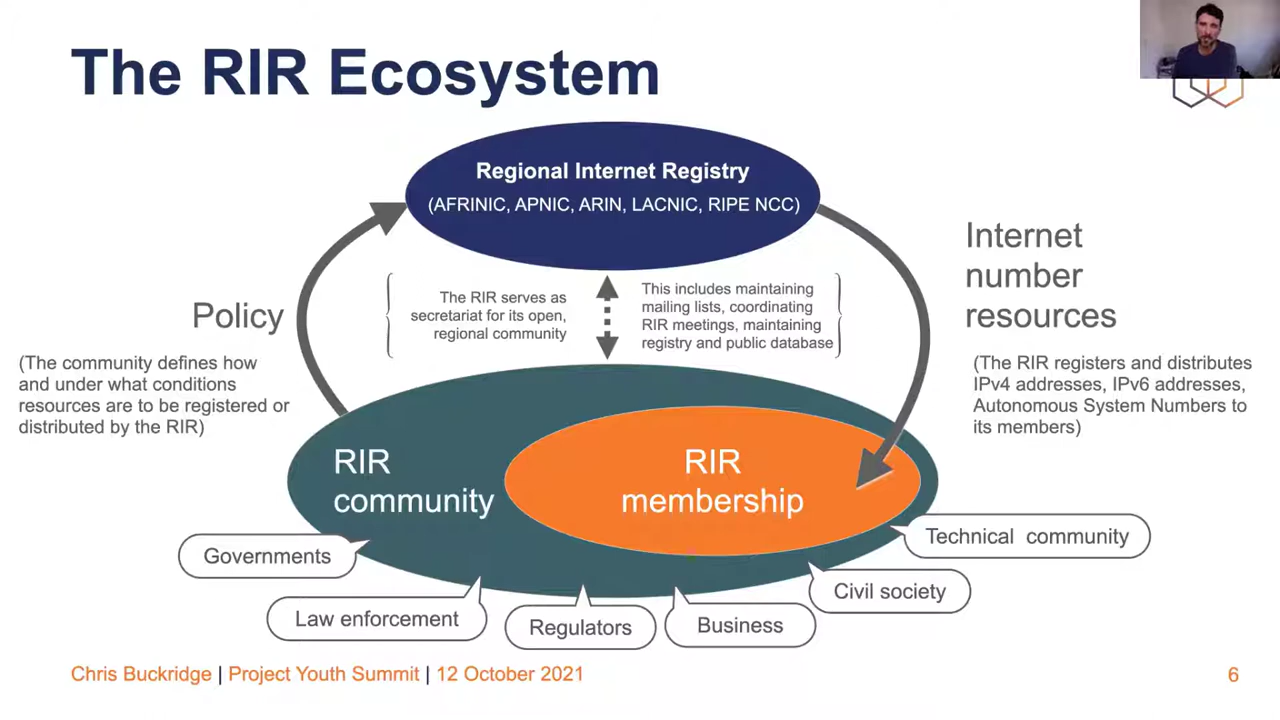 The RIR Ecosystem
Regional Internet Registry
(AFRINIC, APNIC, ARIN, LACNIC, RIPE NCC)
Policy
(The community defines how
and under what conditions
resources are to be registered or
distributed by the RIR)
The RIR serves as
secretariat for its open,
regional community
This includes maintaining
mailing lists, coordinating
RIR meetings, maintaining
registry and public database
Internet
number
resources
(The RIR registers and distributes
IPv4 addresses, IPv6 addresses,
Autonomous System Numbers to
its members)
RIR
community
RIR
membership
Governments
Law enforcement
Regulators
Business
Civil society
Technical community
Chris Buckridge | Project Youth Summit | 12 October 2021
6